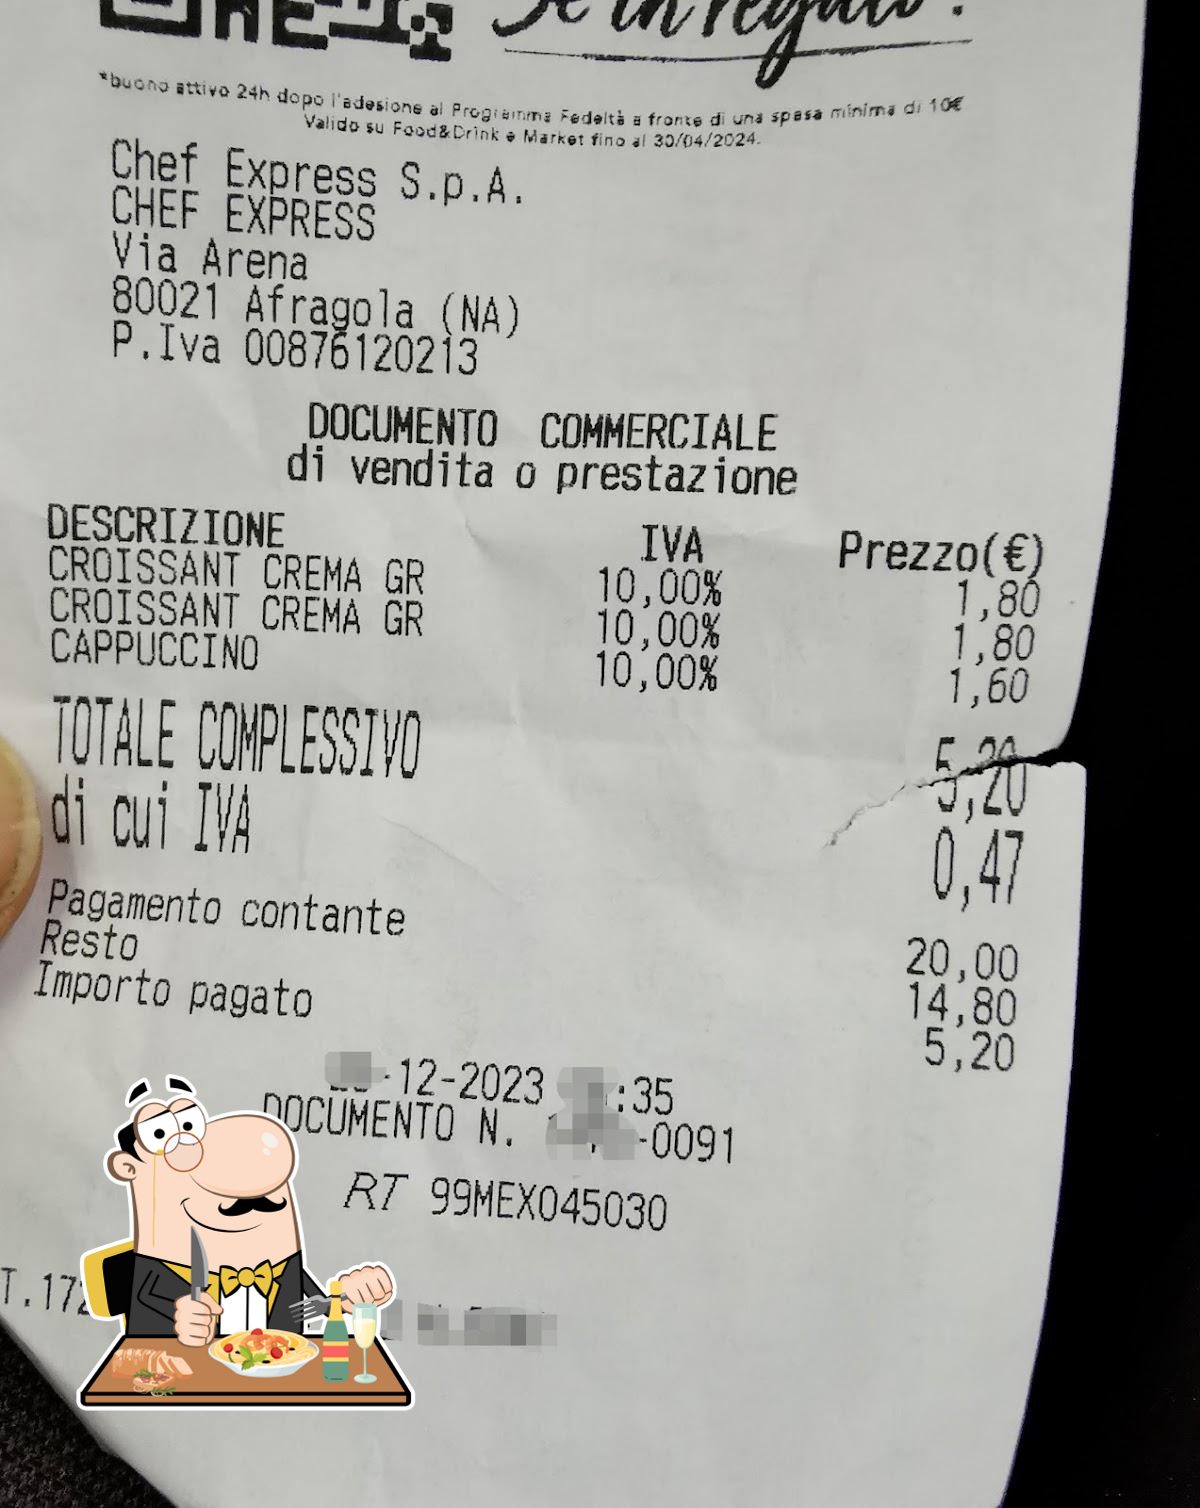 Se in regalo!
*buono attivo 24h dopo l'adesione al Programma Fedeltà a fronte di una spesa minima di 10€
Valido su Food&Drink e Market fino al 30/04/2024.
Chef Express S.p.A.
CHEF EXPRESS
Via Arena
80021 Afragola (NA)
P.Iva 00876120213
DOCUMENTO COMMERCIALE
di vendita o prestazione
DESCRIZIONE IVA Prezzo(€)
CROISSANT CREMA GR 10,00% 1,80
CROISSANT CREMA GR 10,00% 1,80
CAPPUCCINO 10,00% 1,60
TOTALE COMPLESSIVO 5,20
di cui IVA 0,47
Pagamento contante 20,00
Resto 14,80
Importo pagato 5,20
-12-2023 :35
DOCUMENTO N. -0091
RT 99MEX045030
T.172